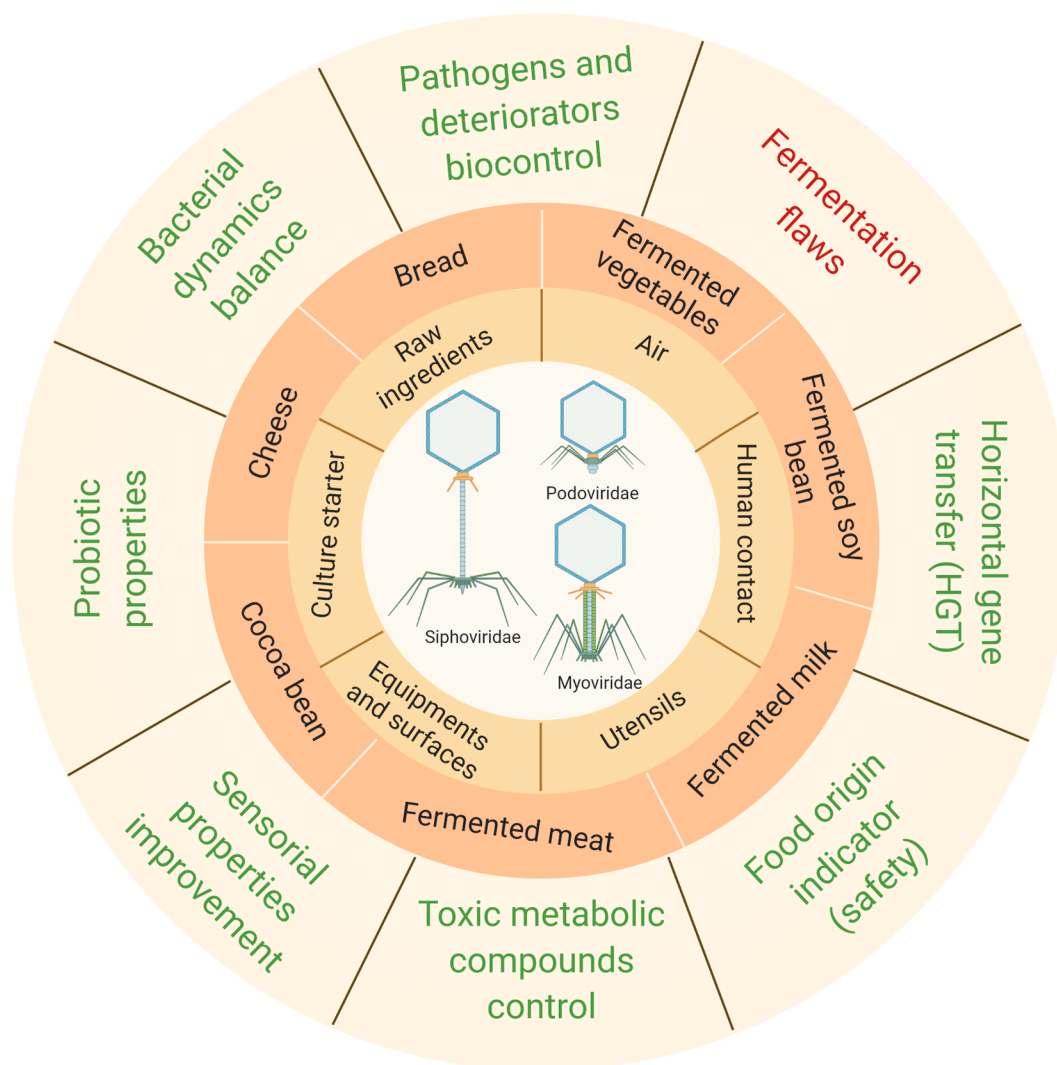 Pathogens and
deteriorators
biocontrol
Fermentation
flaws
Horizontal gene
transfer (HGT)
Food origin
indicator
(safety)
Toxic metabolic
compounds
control
Sensorial
properties
improvement
Probiotic
properties
Bacterial
dynamics
balance
Bread
Fermented
vegetables
Fermented soy
bean
Fermented milk
Fermented meat
Cocoa bean
Cheese
Raw
ingredients
Air
Human contact
Utensils
Equipments
and surfaces
Culture starter
Podoviridae
Siphoviridae
Myoviridae